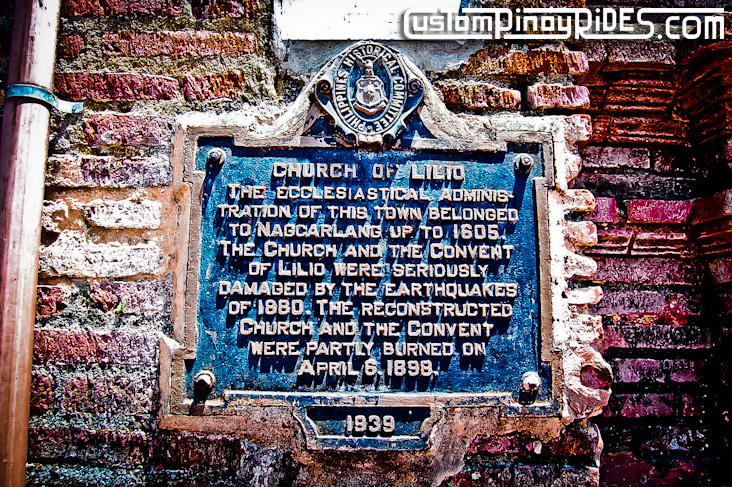 CustomPinoyRides.com
PHILIPPINES HISTORICAL COMMITTEE
CHURCH OF LILIO
THE ECCLESIASTICAL ADMINIS-
TRATION OF THIS TOWN BELONGED
TO NAGCARLANG UP TO 1605.
THE CHURCH AND THE CONVENT
OF LILIO WERE SERIOUSLY
DAMAGED BY THE EARTHQUAKES
OF 1880. THE RECONSTRUCTED
CHURCH AND THE CONVENT
WERE PARTLY BURNED ON
APRIL 6, 1898.
1939